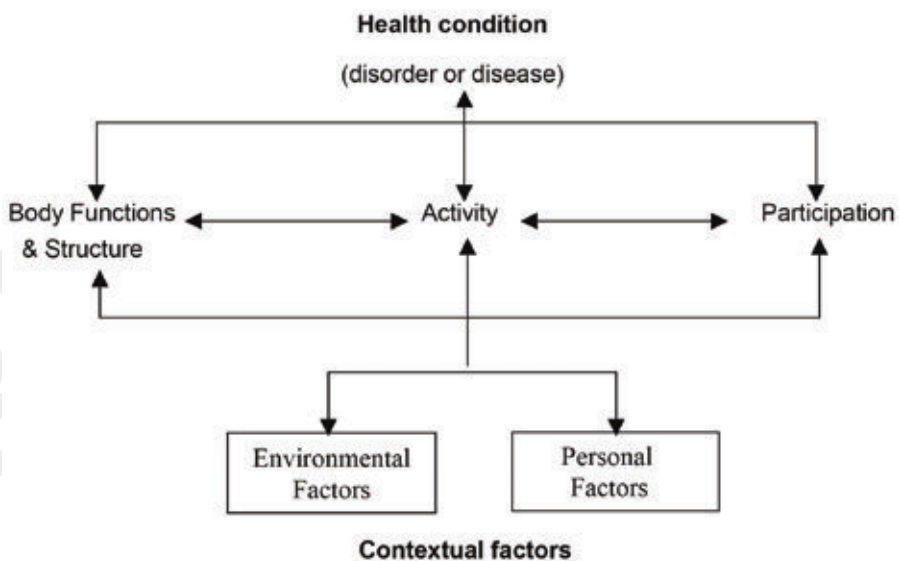 Health condition
(disorder or disease)
Body Functions
& Structure
Activity
Participation
Environmental
Factors
Personal
Factors
Contextual factors